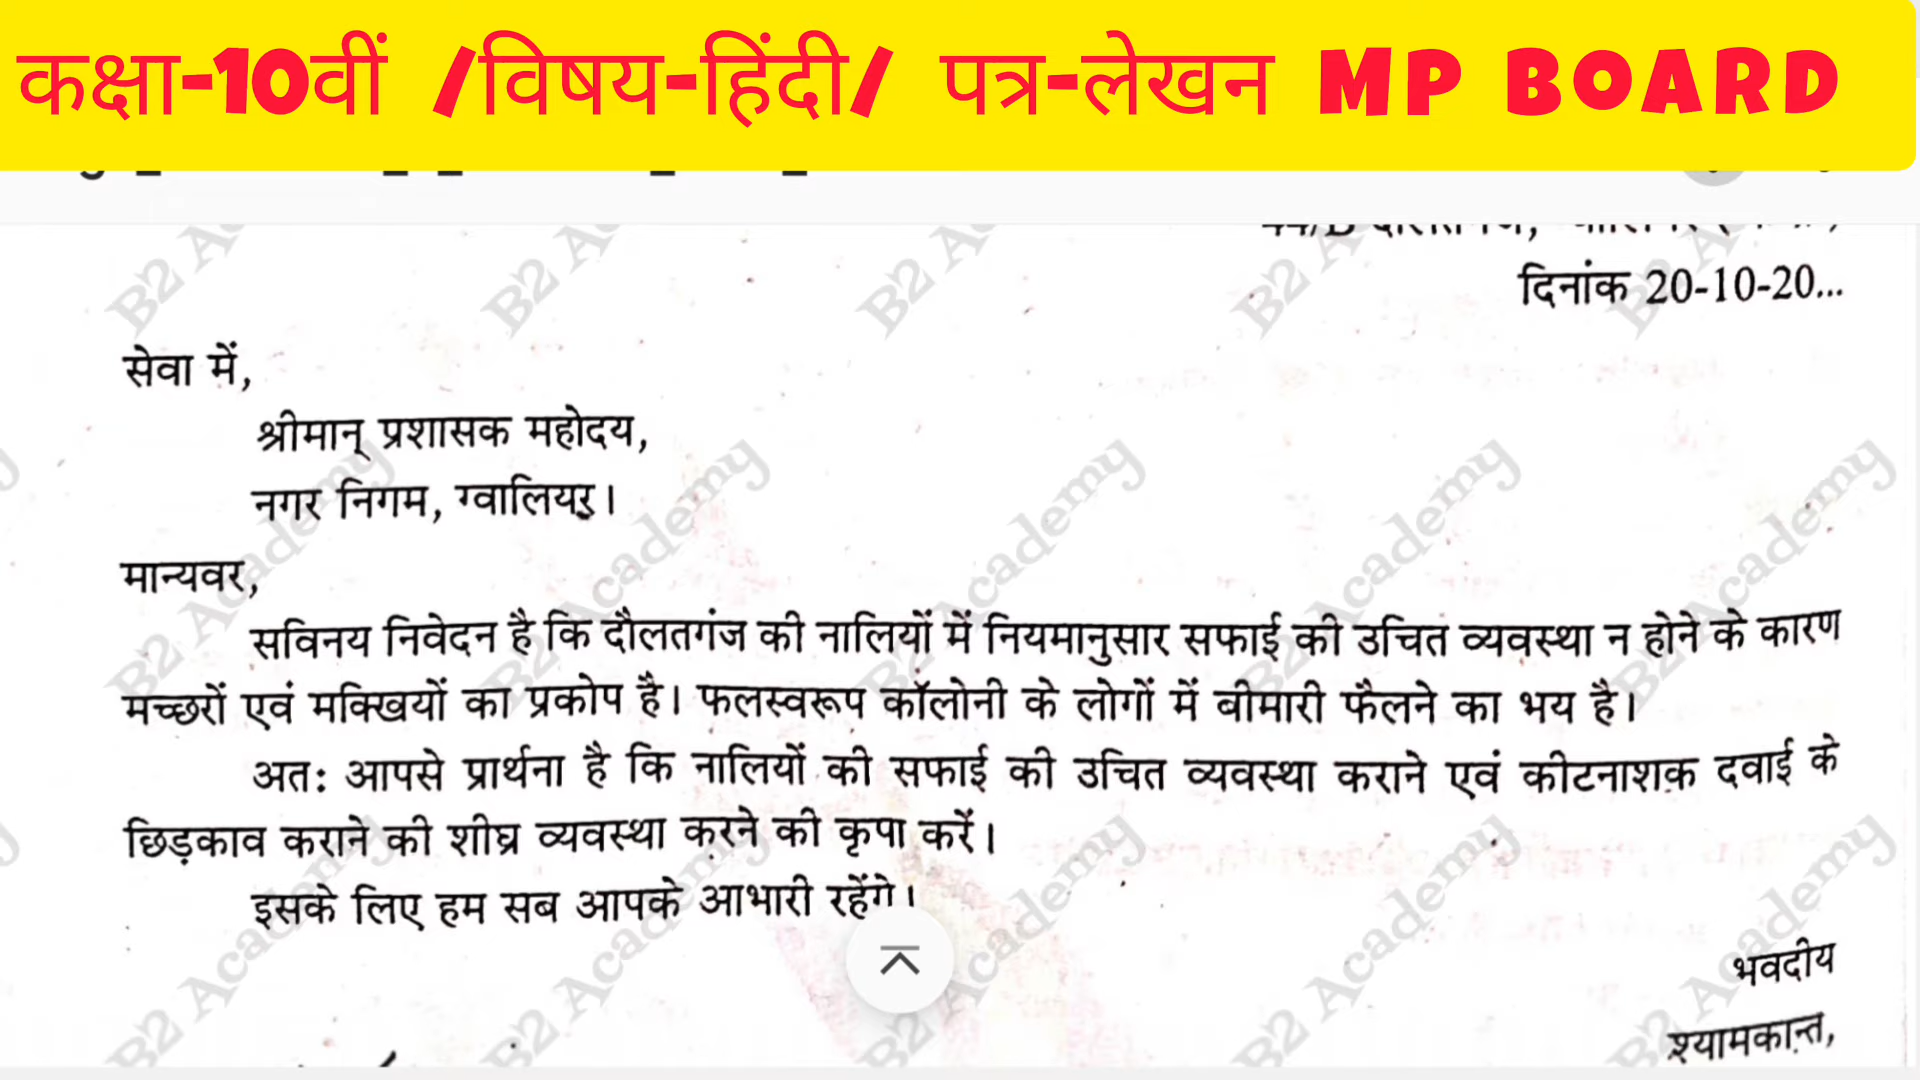 कक्षा-10वीं /विषय-हिंदी/ पत्र-लेखन MP BOARD
दिनांक 20-10-20...
सेवा में,
श्रीमान् प्रशासक महोदय,
नगर निगम, ग्वालियर।
मान्यवर,
सविनय निवेदन है कि दौलतगंज की नालियों में नियमानुसार सफाई की उचित व्यवस्था न होने के कारण
मच्छरों एवं मक्खियों का प्रकोप है। फलस्वरूप कॉलोनी के लोगों में बीमारी फैलने का भय है।
अतः आपसे प्रार्थना है कि नालियों की सफाई की उचित व्यवस्था कराने एवं कीटनाशक दवाई के
छिड़काव कराने की शीघ्र व्यवस्था करने की कृपा करें।
इसके लिए हम सब आपके आभारी रहेंगे।
भवदीय
श्यामकान्त,
B2 Academy